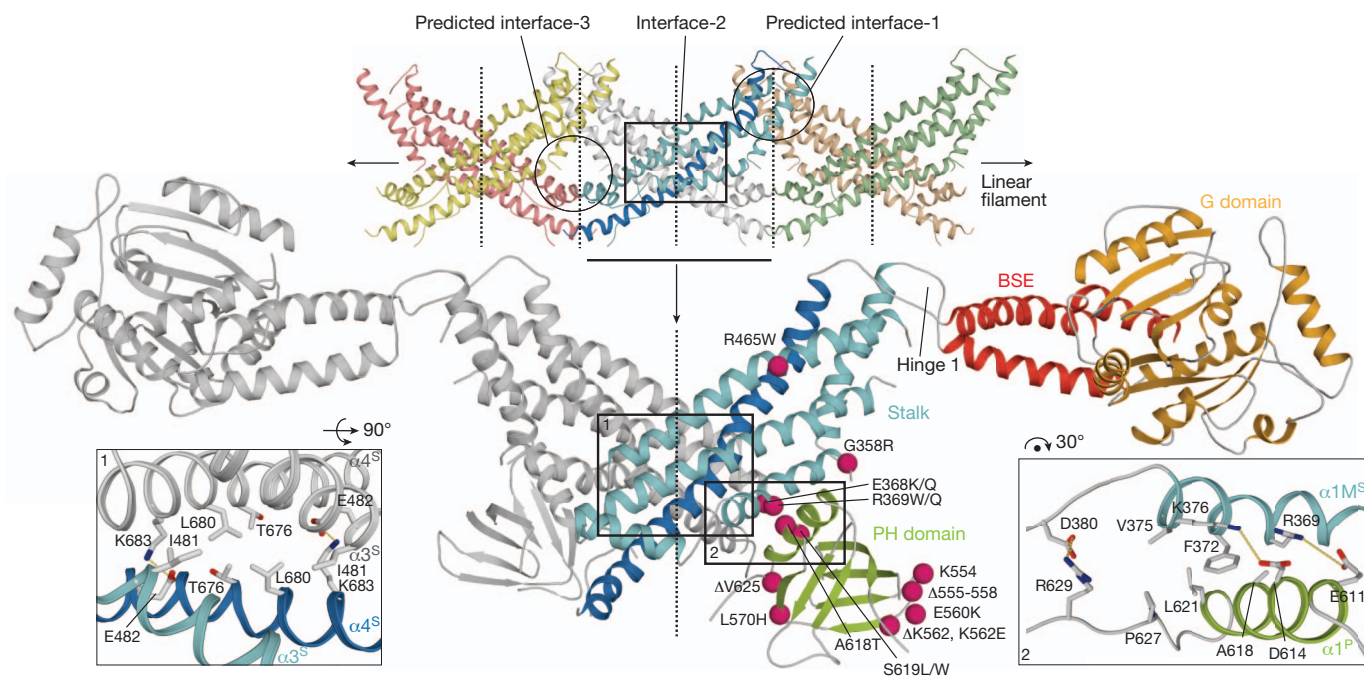 Predicted interface-3
Interface-2
Predicted interface-1
Linear
filament
G domain
BSE
Hinge 1
R465W
Stalk
G358R
E368K/Q
R369W/Q
PH domain
1
2
ΔV625
L570H
K554
Δ555-558
E560K
ΔK562, K562E
A618T
S619L/W
90°
1
α4S
E482
L680
T676
K683
I481
α3S
I481
T676
L680
K683
E482
α4S
α3S
30°
α1MS
K376
R369
V375
D380
F372
R629
L621
E611
P627
A618
D614
α1P
2